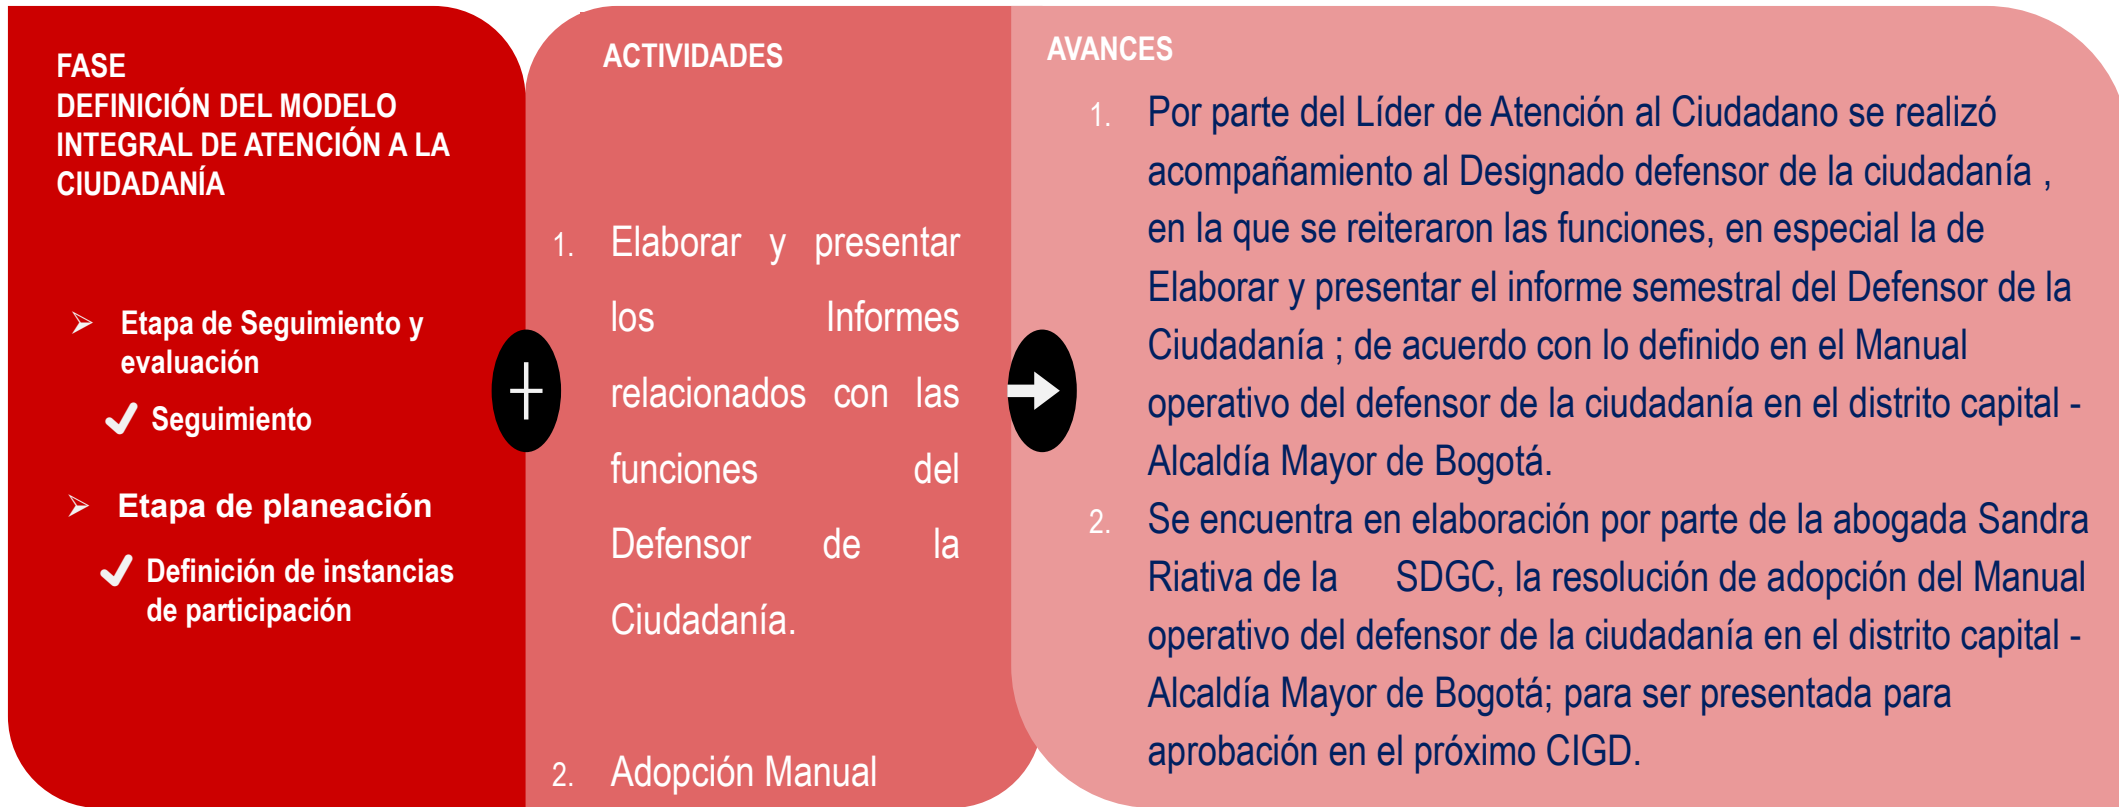 FASE
DEFINICIÓN DEL MODELO
INTEGRAL DE ATENCIÓN A LA
CIUDADANÍA
➢ Etapa de Seguimiento y
evaluación
✔ Seguimiento
➢ Etapa de planeación
✔ Definición de instancias
de participación
ACTIVIDADES
1. Elaborar y presentar
los Informes
relacionados con las
funciones del
Defensor de la
Ciudadanía.
2. Adopción Manual
AVANCES
1. Por parte del Líder de Atención al Ciudadano se realizó
acompañamiento al Designado defensor de la ciudadanía ,
en la que se reiteraron las funciones, en especial la de
Elaborar y presentar el informe semestral del Defensor de la
Ciudadanía ; de acuerdo con lo definido en el Manual
operativo del defensor de la ciudadanía en el distrito capital -
Alcaldía Mayor de Bogotá.
2. Se encuentra en elaboración por parte de la abogada Sandra
Riativa de la SDGC, la resolución de adopción del Manual
operativo del defensor de la ciudadanía en el distrito capital -
Alcaldía Mayor de Bogotá; para ser presentada para
aprobación en el próximo CIGD.